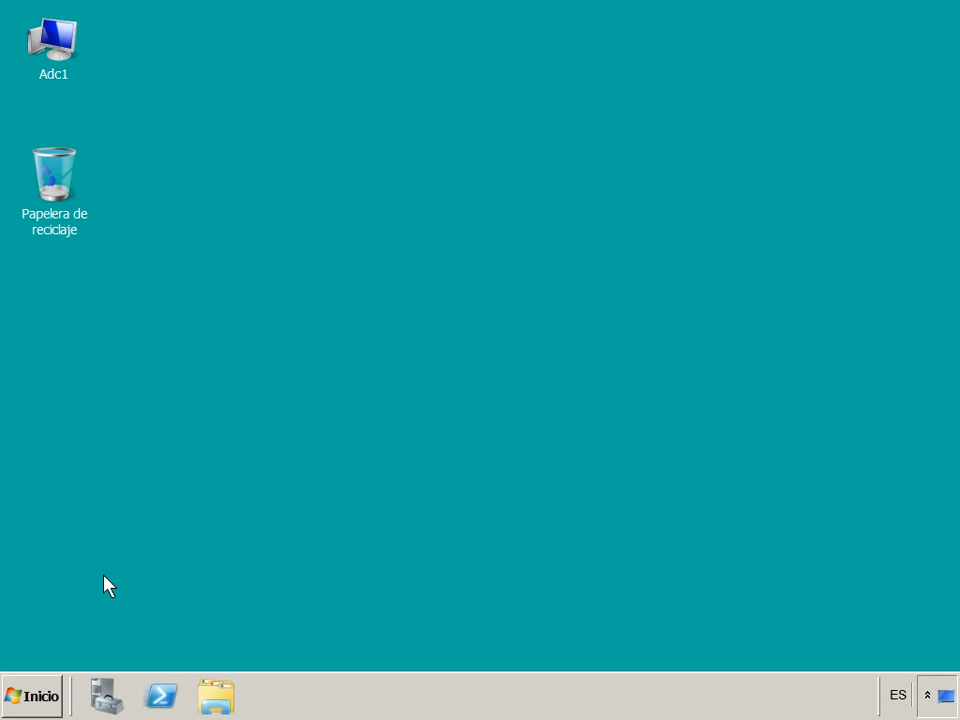 Adc1
Papelera de
reciclaje
Inicio
ES